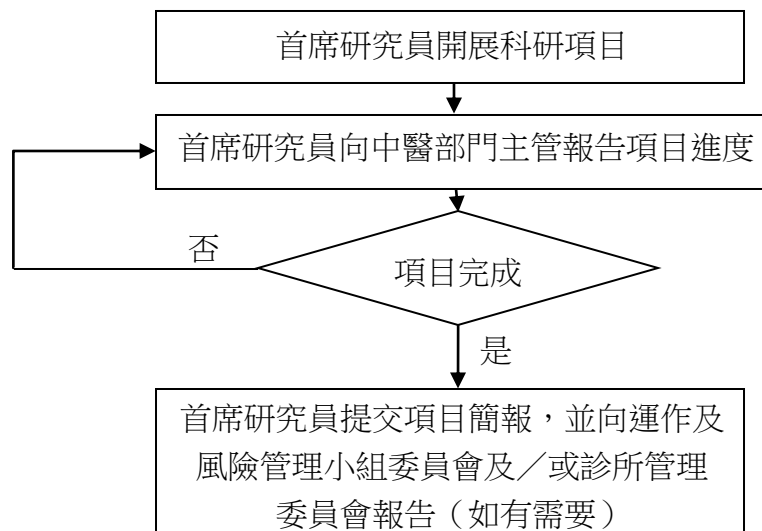 首席研究員開展科研項目
首席研究員向中醫部門主管報告項目進度
否
項目完成
是
首席研究員提交項目簡報，並向運作及
風險管理小組委員會及／或診所管理
委員會報告（如有需要）